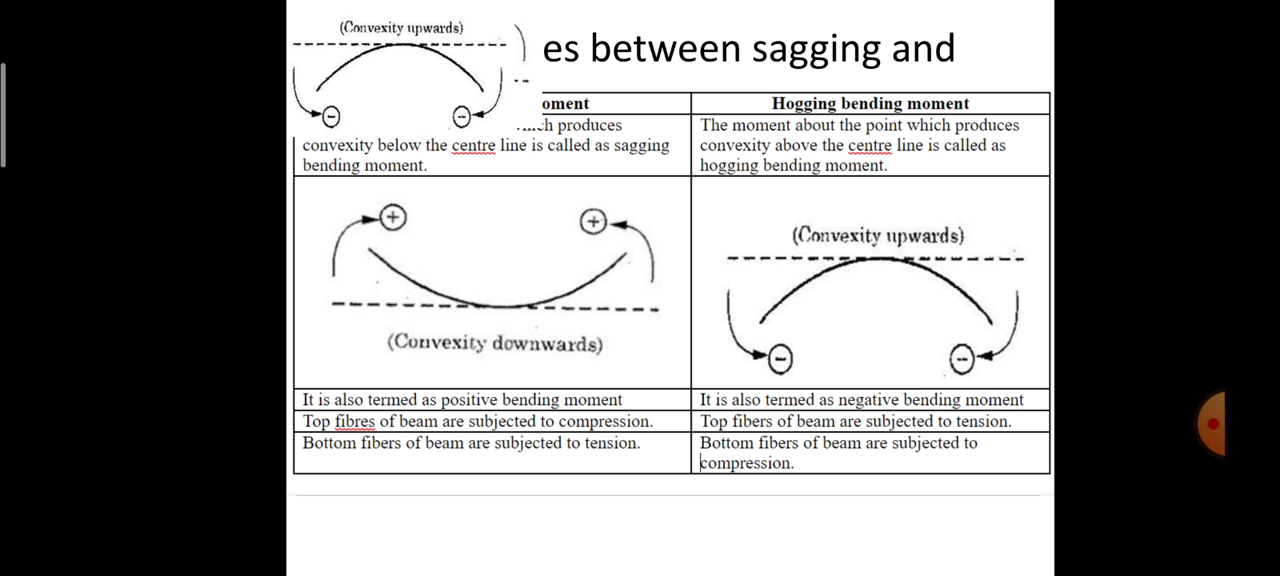 (Convexity upwards)
es between sagging and
oment
Hogging bending moment
h produces
convexity below the centre line is called as sagging
bending moment.
The moment about the point which produces
convexity above the centre line is called as
hogging bending moment.
(Convexity downwards)
(Convexity upwards)
It is also termed as positive bending moment
It is also termed as negative bending moment
Top fibres of beam are subjected to compression.
Top fibers of beam are subjected to tension.
Bottom fibers of beam are subjected to tension.
Bottom fibers of beam are subjected to
compression.